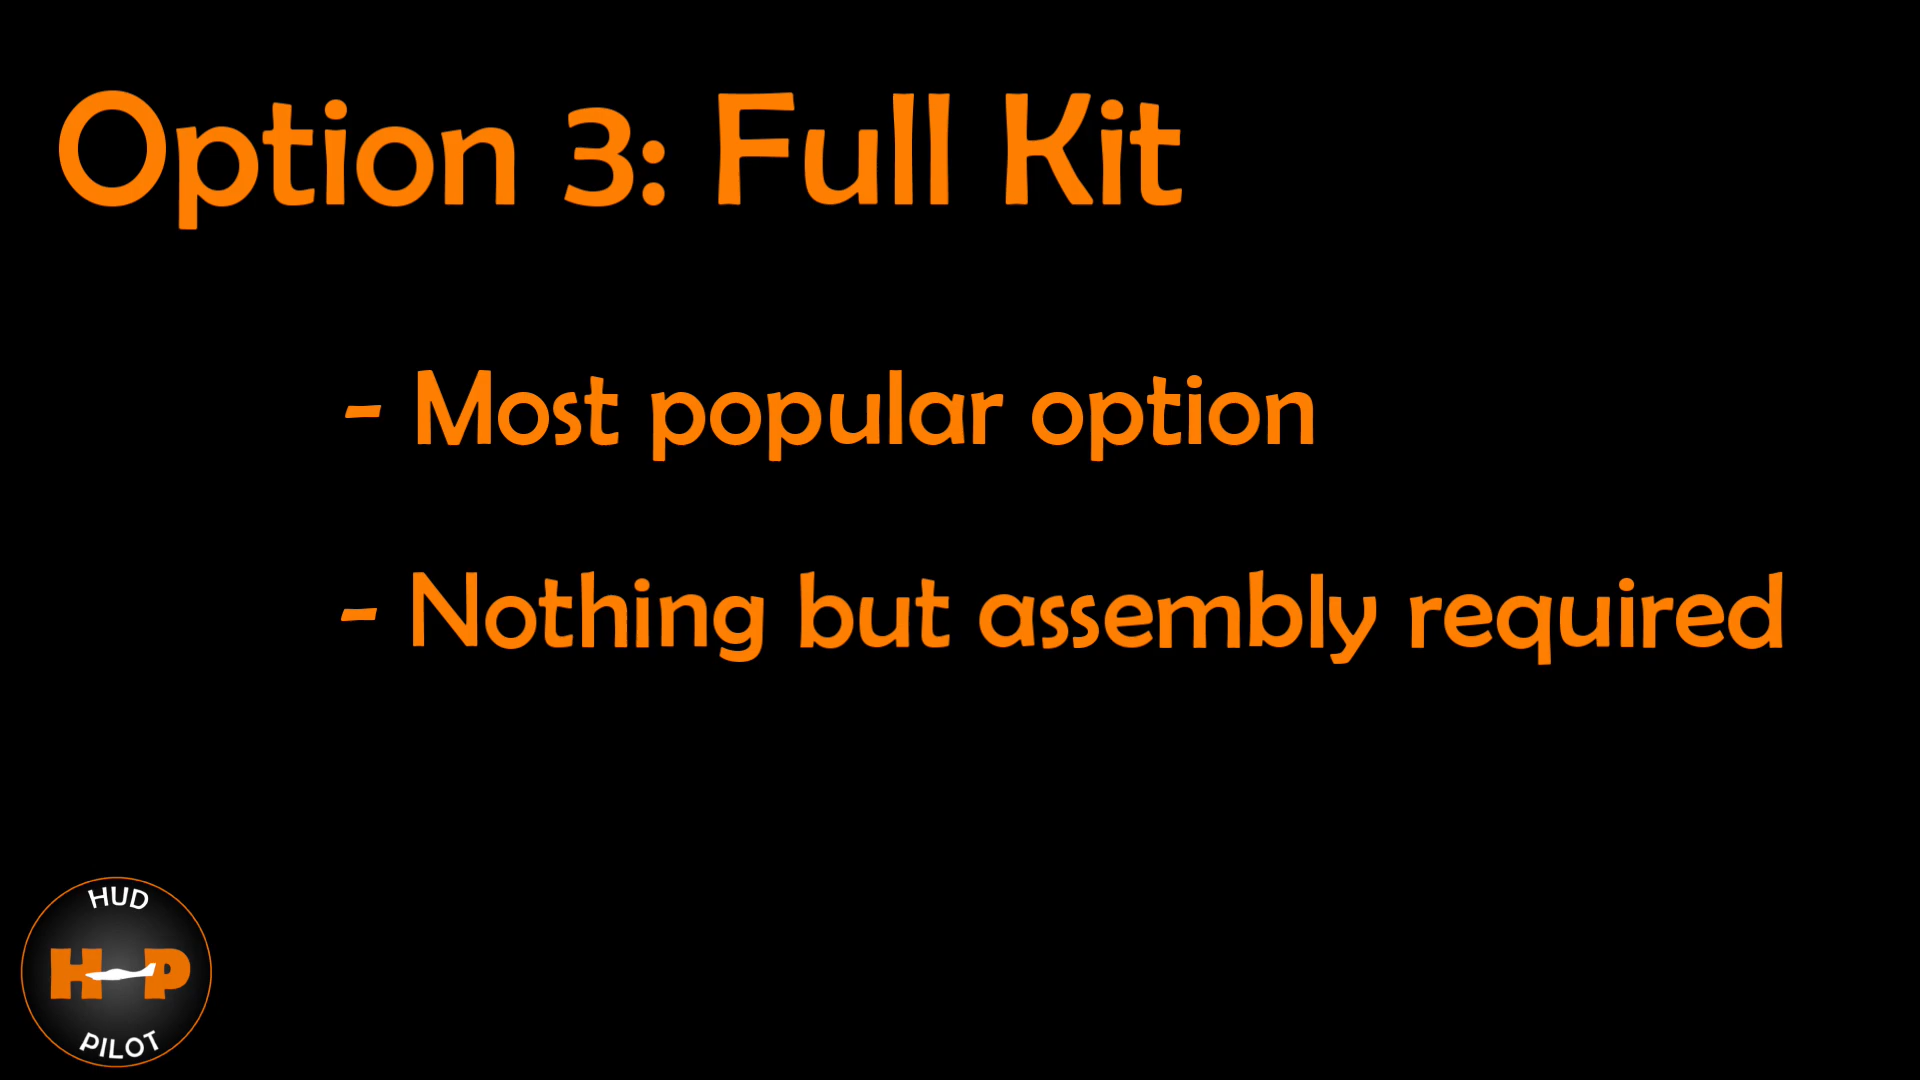 Option 3: Full Kit
- Most popular option
- Nothing but assembly required
HUD
H P
PILOT